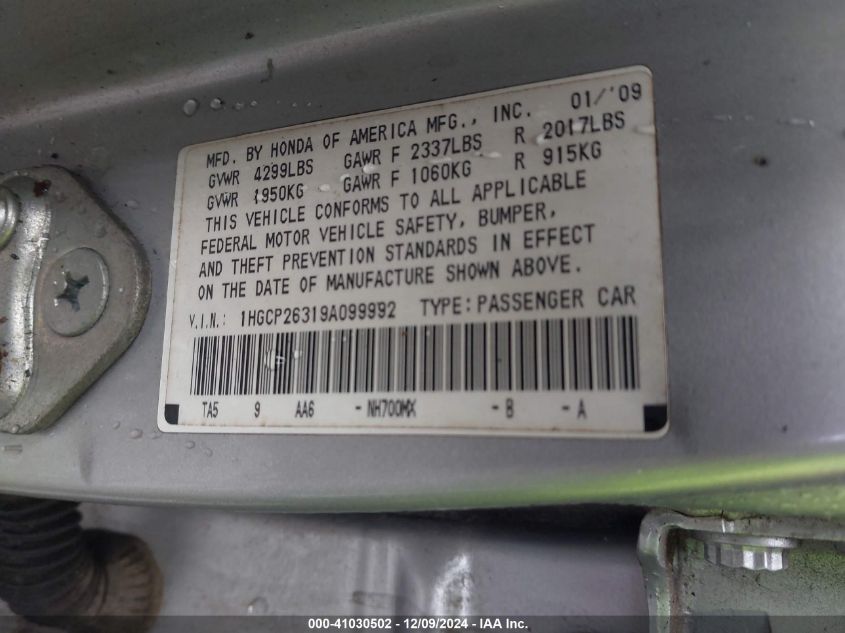 MFD. BY HONDA OF AMERICA MFG., INC. 01/'09
GVWR 4299LBS GAWR F 2337LBS R 2017LBS
GVWR 1950KG GAWR F 1060KG R 915KG
THIS VEHICLE CONFORMS TO ALL APPLICABLE
FEDERAL MOTOR VEHICLE SAFETY, BUMPER,
AND THEFT PREVENTION STANDARDS IN EFFECT
ON THE DATE OF MANUFACTURE SHOWN ABOVE.
V.I.N.: 1HGCP26319A099992 TYPE: PASSENGER CAR
TA5 9 AA6 - NH700MX - B - A
000-41030502 - 12/09/2024 - IAA Inc.